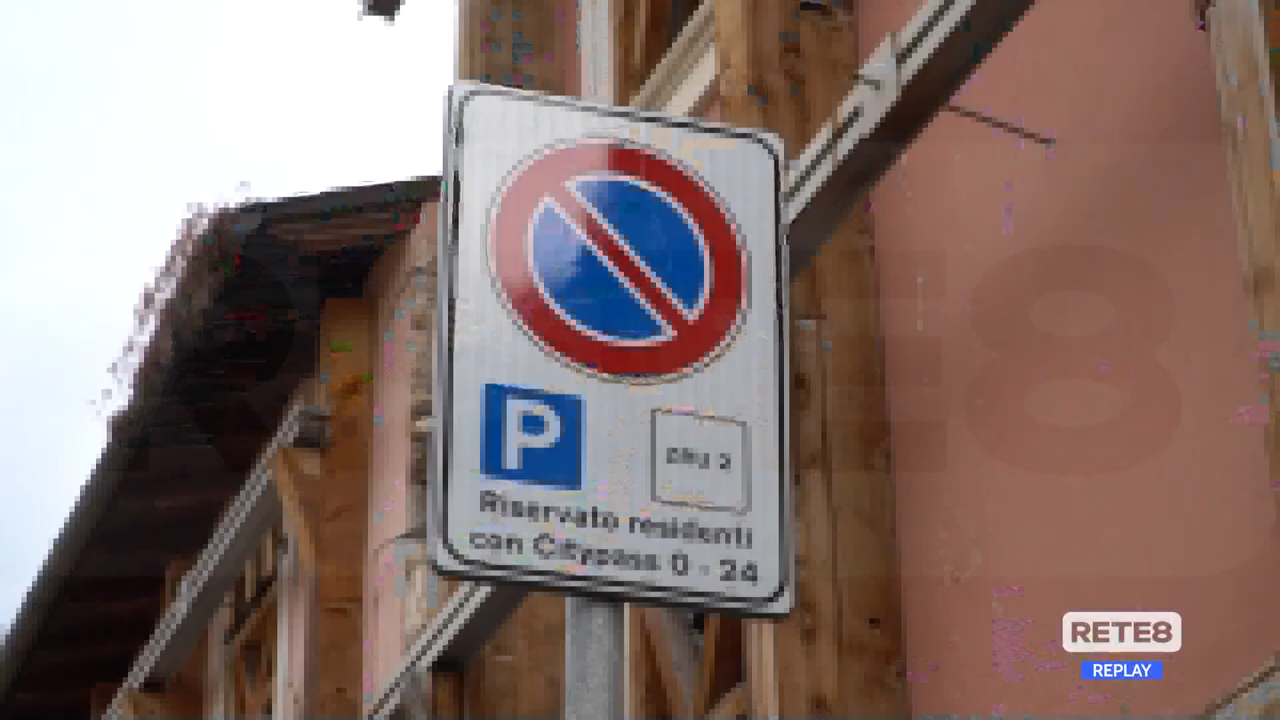 P
Riservato residenti
con Citypass 0 - 24
RETE8
REPLAY